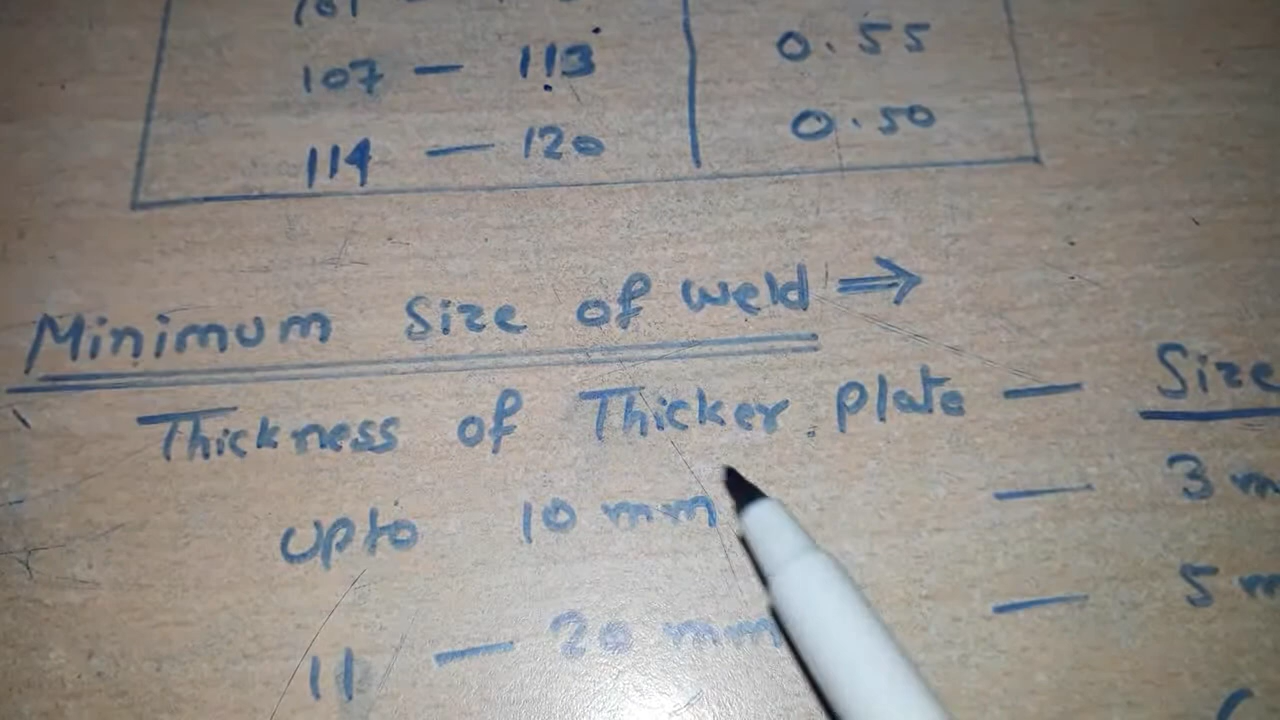 107 — 113 0.55
114 — 120 0.50
Minimum Size of weld ⇒
Thickness of Thicker plate — Size
upto 10 mm — 3 m
11 — 20 mm — 5 m